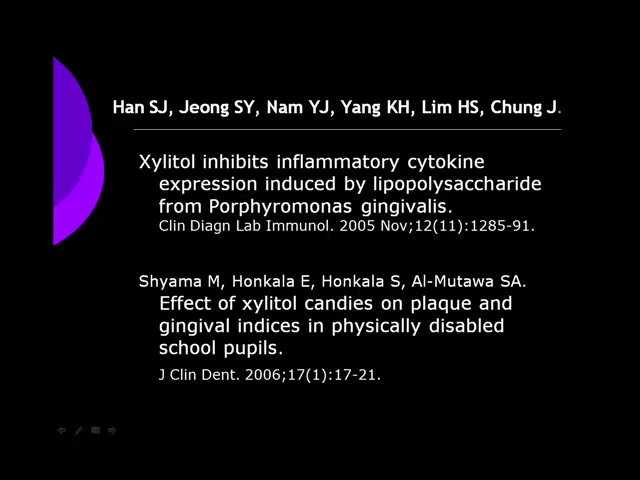 Han SJ, Jeong SY, Nam YJ, Yang KH, Lim HS, Chung J.
Xylitol inhibits inflammatory cytokine
expression induced by lipopolysaccharide
from Porphyromonas gingivalis.
Clin Diagn Lab Immunol. 2005 Nov;12(11):1285-91.
Shyama M, Honkala E, Honkala S, Al-Mutawa SA.
Effect of xylitol candies on plaque and
gingival indices in physically disabled
school pupils.
J Clin Dent. 2006;17(1):17-21.